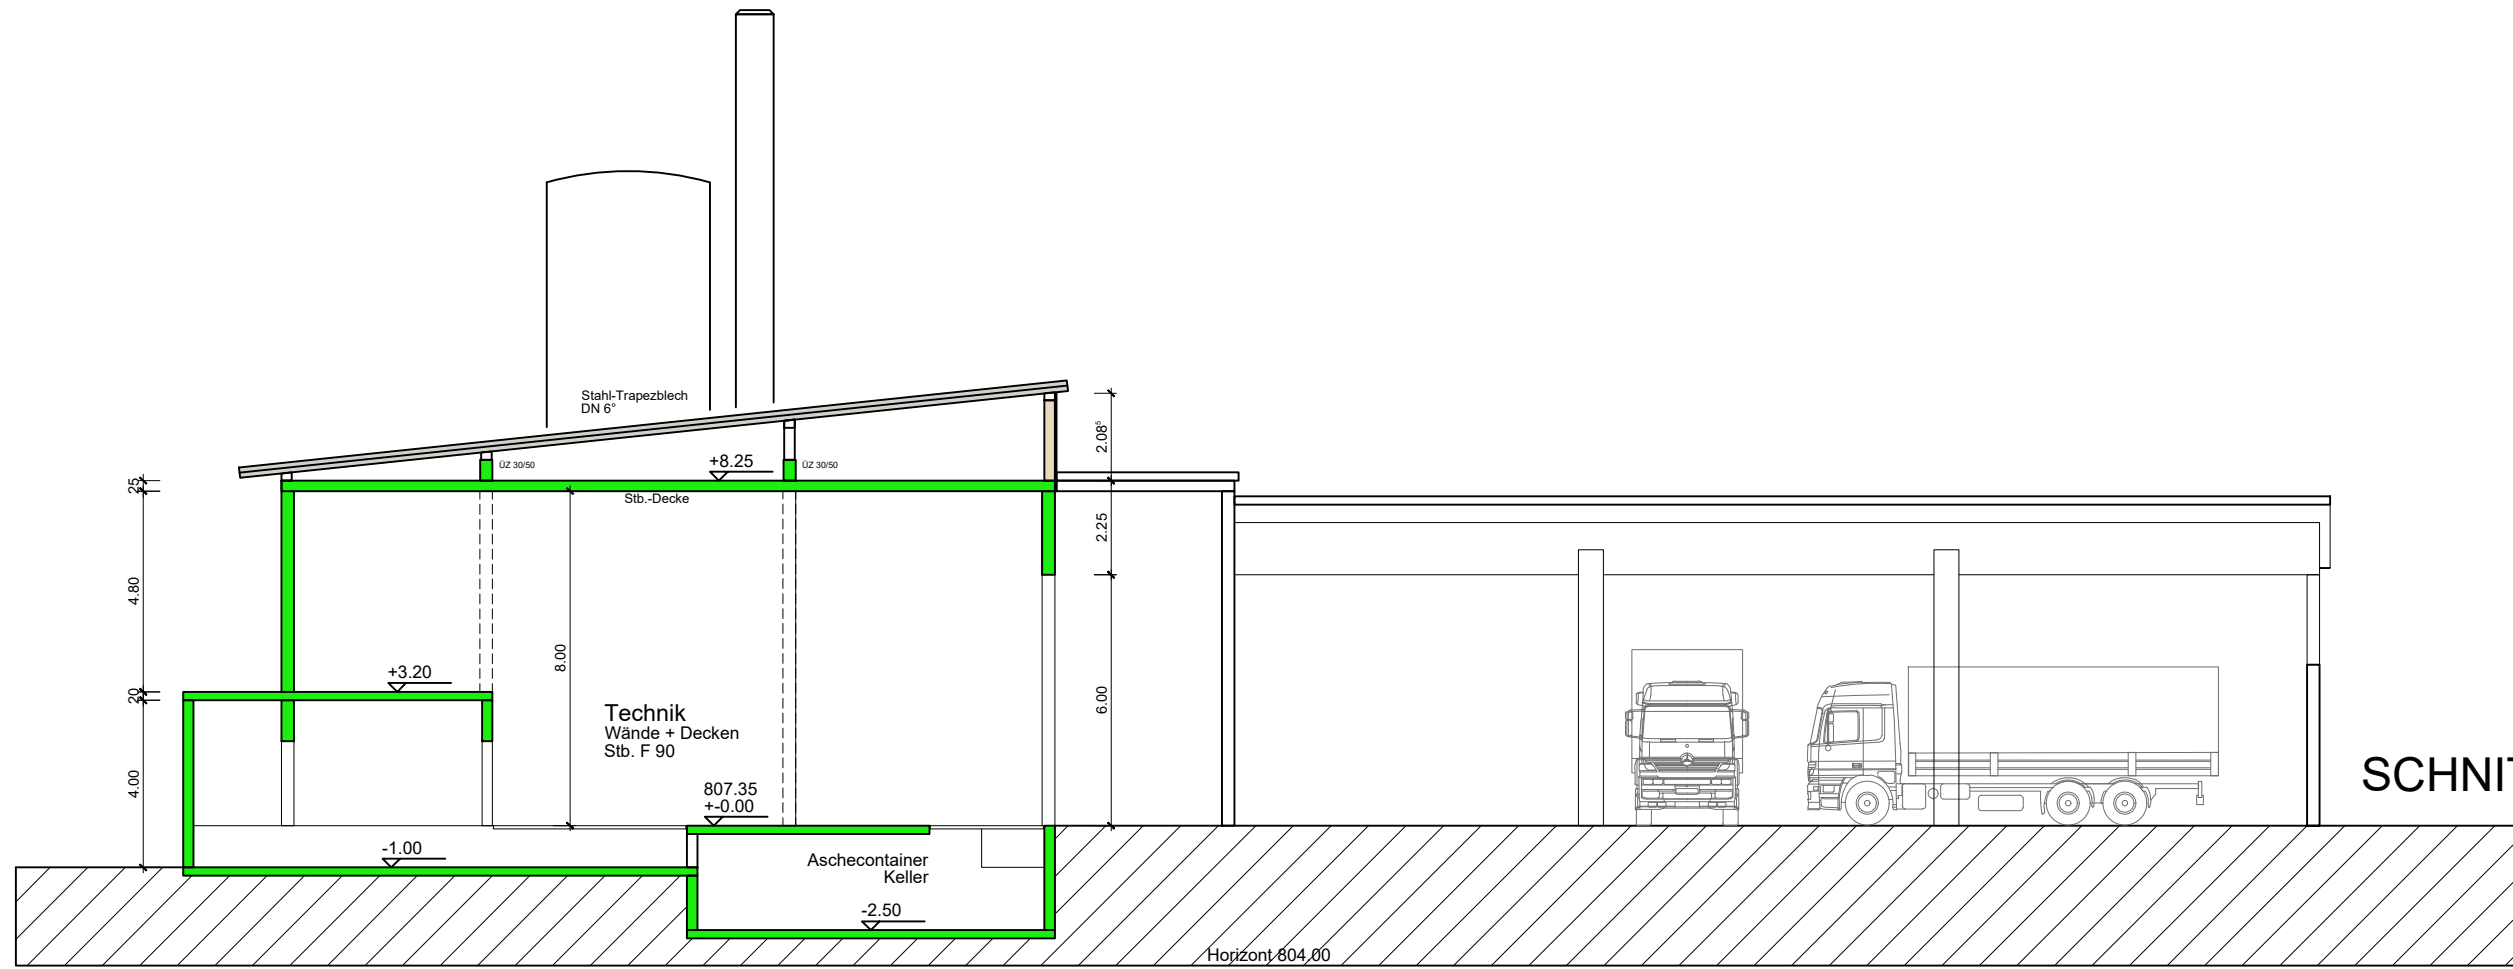 Stahl-Trapezblech
DN 6°
2.08⁵
+8.25
ÜZ 30/50
ÜZ 30/50
25
Stb.-Decke
2.25
4.80
8.00
+3.20
20
6.00
Technik
Wände + Decken
Stb. F 90
4.00
807.35
+-0.00
SCHNIT
-1.00
Aschecontainer
Keller
-2.50
Horizont 804.00